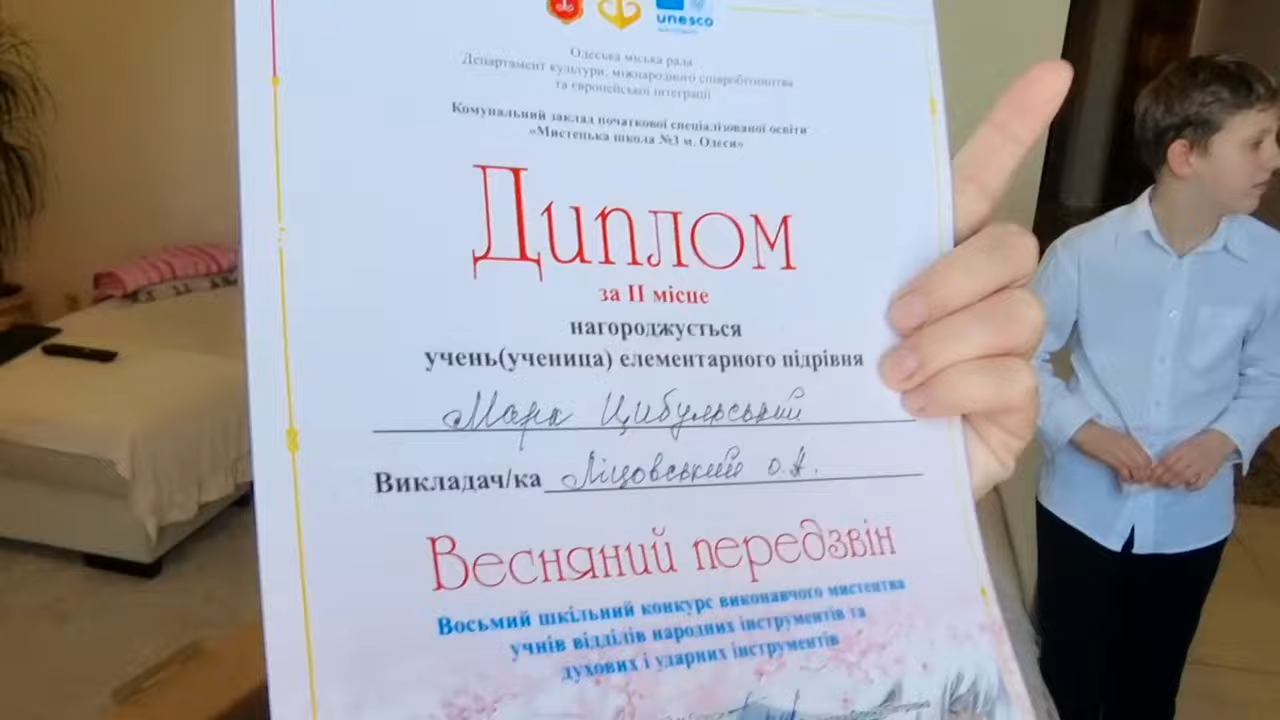 unesco
Одеська міська рада
Департамент культури, міжнародного співробітництва
та європейської інтеграції
Комунальний заклад початкової спеціалізованої освіти
«Мистецька школа №3 м. Одеси»
Диплом
за II місце
нагороджується
учень(учениця) елементарного підрівня
Марк Цибульський
Викладач/ка Ліцовський О.А.
Весняний передзвін
Восьмий шкільний конкурс виконавчого мистецтва
учнів відділів народних інструментів та
духових і ударних інструментів